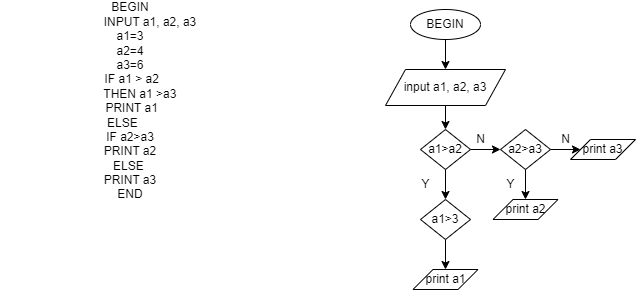 BEGIN
INPUT a1, a2, a3
a1=3
a2=4
a3=6
IF a1 > a2
THEN a1 >a3
PRINT a1
ELSE
IF a2>a3
PRINT a2
ELSE
PRINT a3
END
BEGIN
input a1, a2, a3
a1>a2
N
a2>a3
N
print a3
Y
Y
a1>3
print a2
print a1